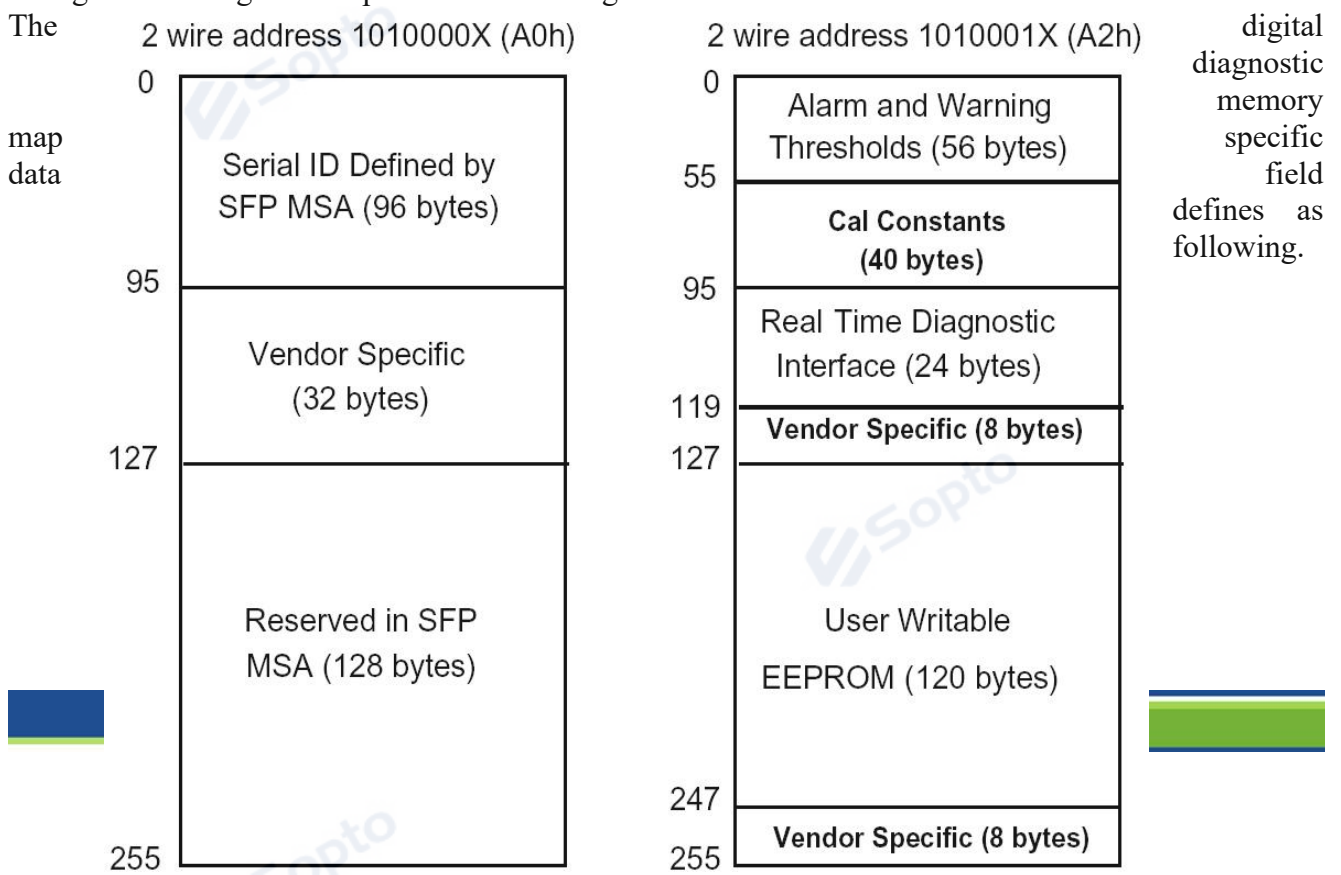 The digital
diagnostic
memory
map specific
data field
defines as
following.
2 wire address 1010000X (A0h)
0
Serial ID Defined by
SFP MSA (96 bytes)
95
Vendor Specific
(32 bytes)
127
Reserved in SFP
MSA (128 bytes)
255
2 wire address 1010001X (A2h)
0
Alarm and Warning
Thresholds (56 bytes)
55
Cal Constants
(40 bytes)
95
Real Time Diagnostic
Interface (24 bytes)
119
Vendor Specific (8 bytes)
127
User Writable
EEPROM (120 bytes)
247
Vendor Specific (8 bytes)
255
Sopto
Sopto
Sopto